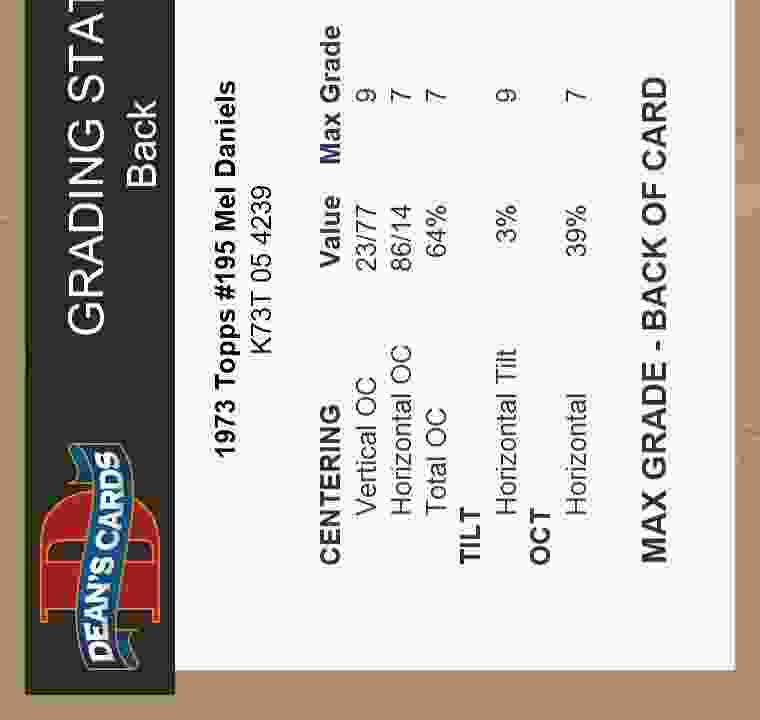 DEAN'S CARDS
GRADING STAT
Back
1973 Topps #195 Mel Daniels
K73T 05 4239
CENTERING Value Max Grade
Vertical OC 23/77 9
Horizontal OC 86/14 7
Total OC 64% 7
TILT
Horizontal Tilt 3% 9
OCT
Horizontal 39% 7
MAX GRADE - BACK OF CARD